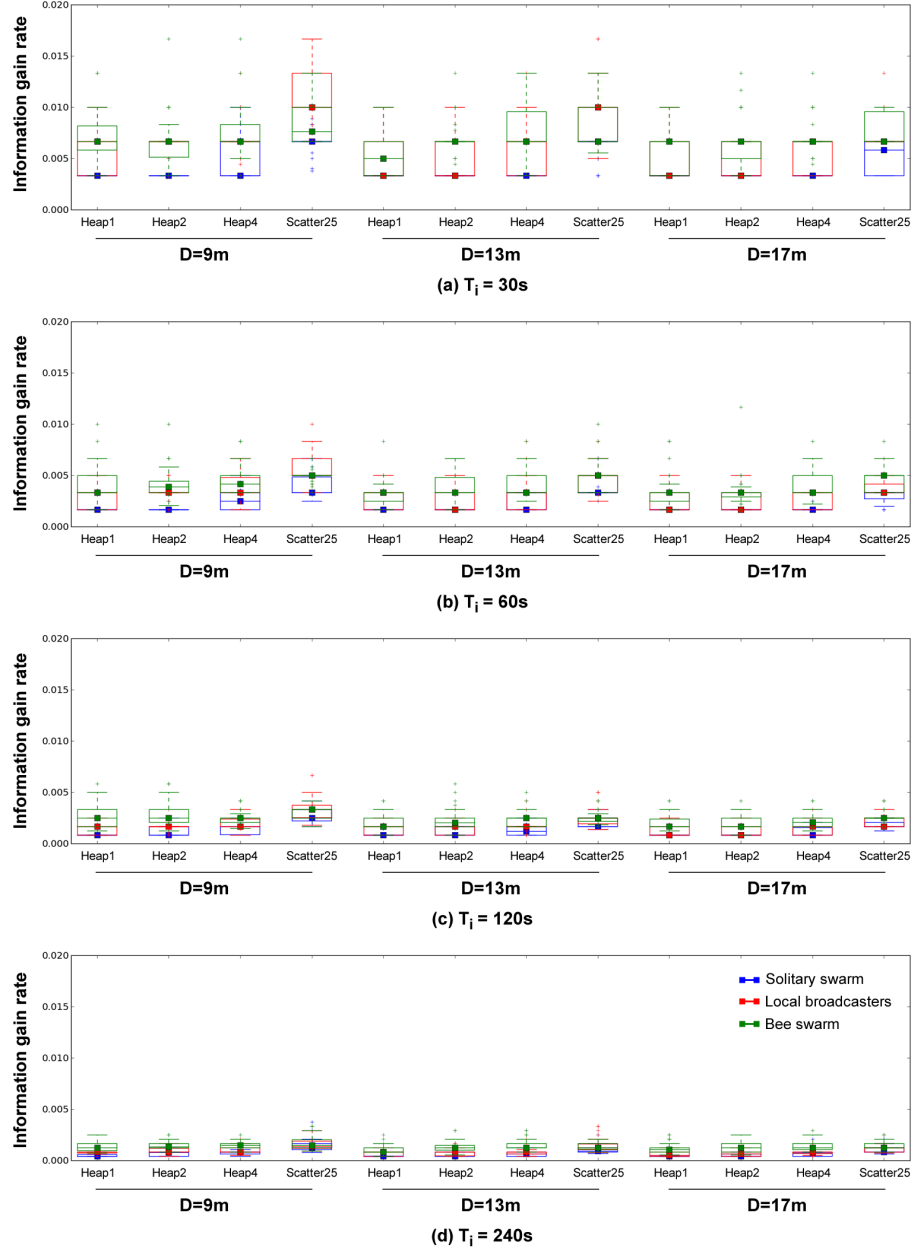 Information gain rate
0.020
0.015
0.010
0.005
0.000
Heap1 Heap2 Heap4 Scatter25 Heap1 Heap2 Heap4 Scatter25 Heap1 Heap2 Heap4 Scatter25
D=9m D=13m D=17m
(a) Ti = 30s
Information gain rate
0.020
0.015
0.010
0.005
0.000
Heap1 Heap2 Heap4 Scatter25 Heap1 Heap2 Heap4 Scatter25 Heap1 Heap2 Heap4 Scatter25
D=9m D=13m D=17m
(b) Ti = 60s
Information gain rate
0.020
0.015
0.010
0.005
0.000
Heap1 Heap2 Heap4 Scatter25 Heap1 Heap2 Heap4 Scatter25 Heap1 Heap2 Heap4 Scatter25
D=9m D=13m D=17m
(c) Ti = 120s
Information gain rate
0.020
0.015
0.010
0.005
0.000
Solitary swarm
Local broadcasters
Bee swarm
Heap1 Heap2 Heap4 Scatter25 Heap1 Heap2 Heap4 Scatter25 Heap1 Heap2 Heap4 Scatter25
D=9m D=13m D=17m
(d) Ti = 240s